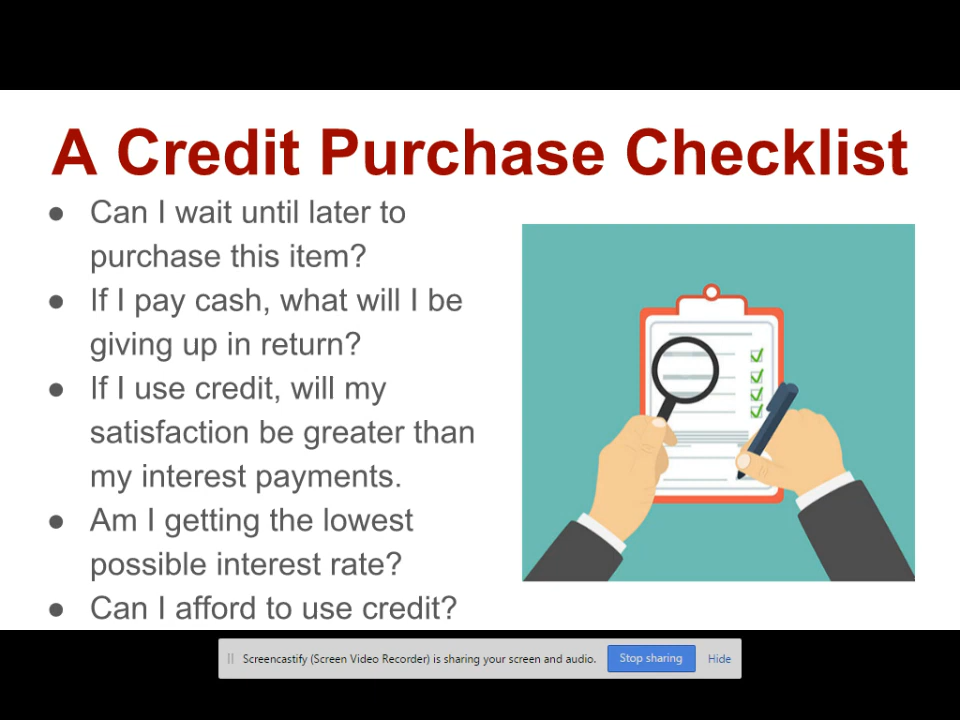 A Credit Purchase Checklist
● Can I wait until later to
purchase this item?
● If I pay cash, what will I be
giving up in return?
● If I use credit, will my
satisfaction be greater than
my interest payments.
● Am I getting the lowest
possible interest rate?
● Can I afford to use credit?
Screencastify (Screen Video Recorder) is sharing your screen and audio. Stop sharing Hide